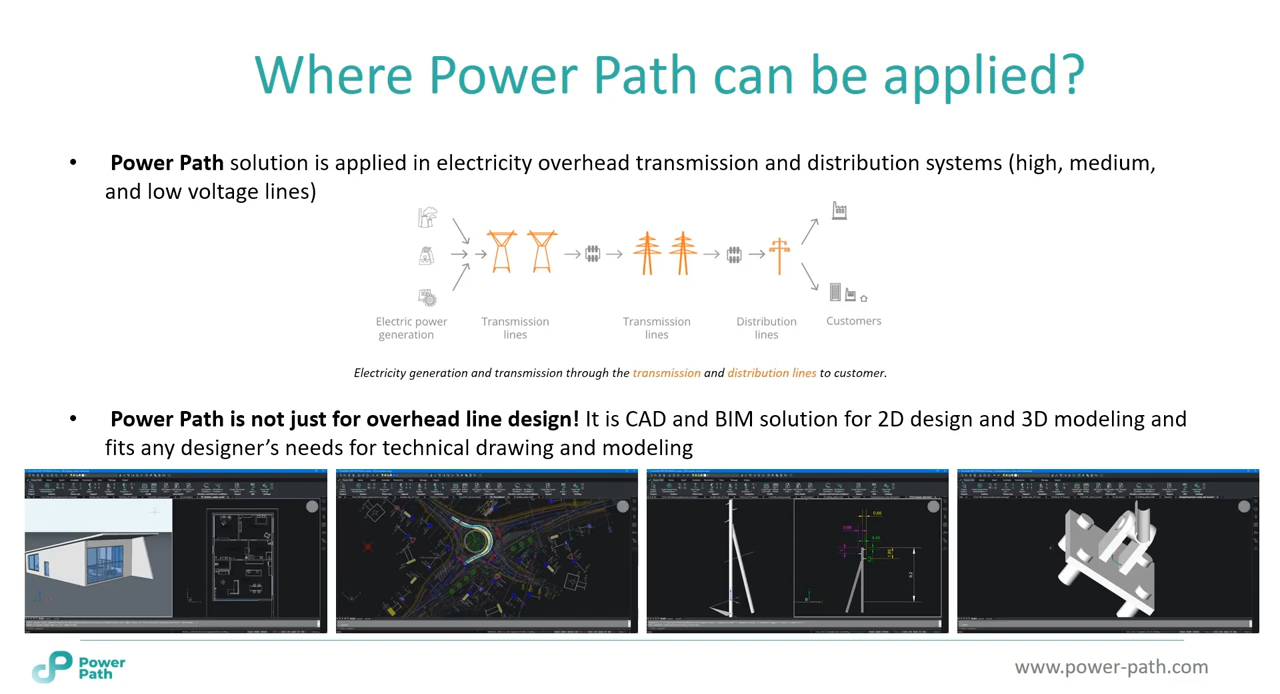 Where Power Path can be applied?
• Power Path solution is applied in electricity overhead transmission and distribution systems (high, medium,
and low voltage lines)
Electric power
generation
Transmission
lines
Transmission
lines
Distribution
lines
Customers
Electricity generation and transmission through the transmission and distribution lines to customer.
• Power Path is not just for overhead line design! It is CAD and BIM solution for 2D design and 3D modeling and
fits any designer's needs for technical drawing and modeling
Power
Path
www.power-path.com